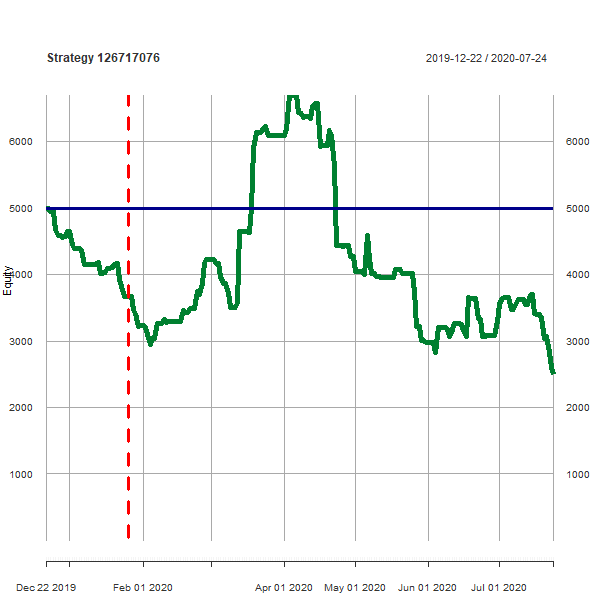 Strategy 126717076
2019-12-22 / 2020-07-24
6000
6000
5000
5000
4000
4000
3000
3000
2000
2000
1000
1000
Equity
Dec 22 2019
Feb 01 2020
Apr 01 2020
May 01 2020
Jun 01 2020
Jul 01 2020